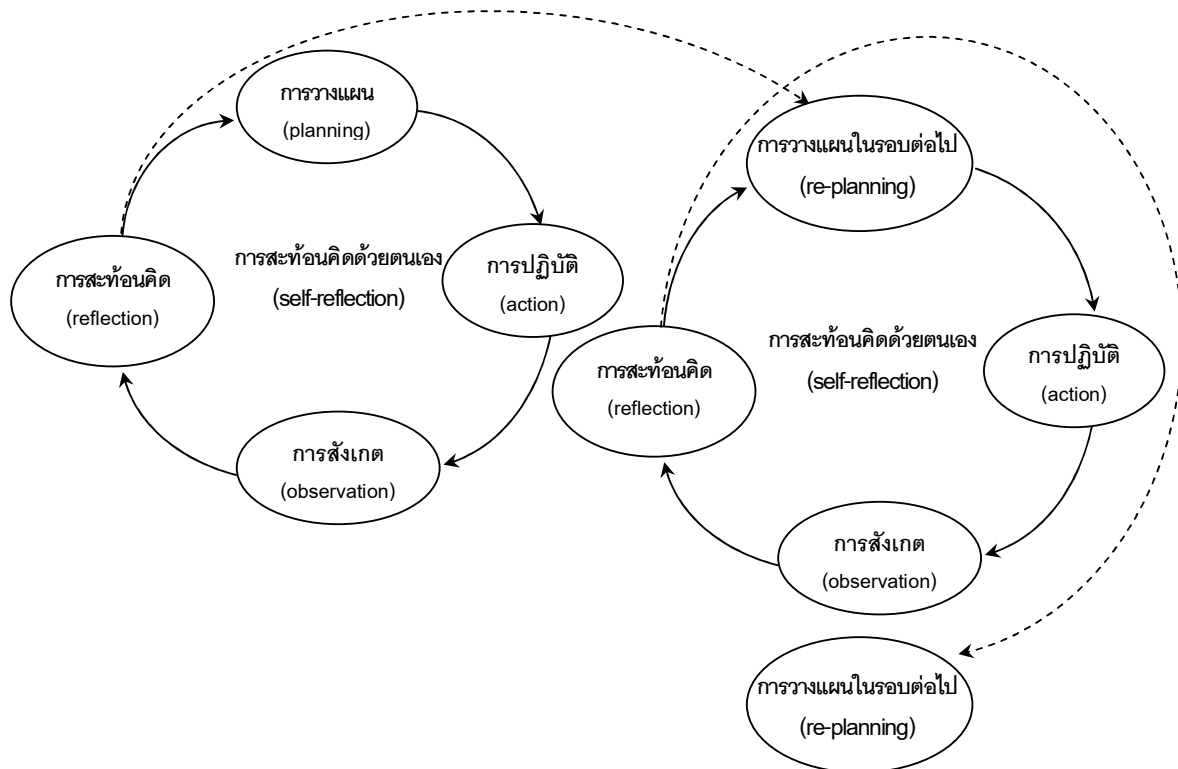 การวางแผน
(planning)
การสะท้อนคิด
(reflection)
การสะท้อนคิดด้วยตนเอง
(self-reflection)
การปฏิบัติ
(action)
การสังเกต
(observation)
การวางแผนในรอบต่อไป
(re-planning)
การสะท้อนคิด
(reflection)
การสะท้อนคิดด้วยตนเอง
(self-reflection)
การปฏิบัติ
(action)
การสังเกต
(observation)
การวางแผนในรอบต่อไป
(re-planning)